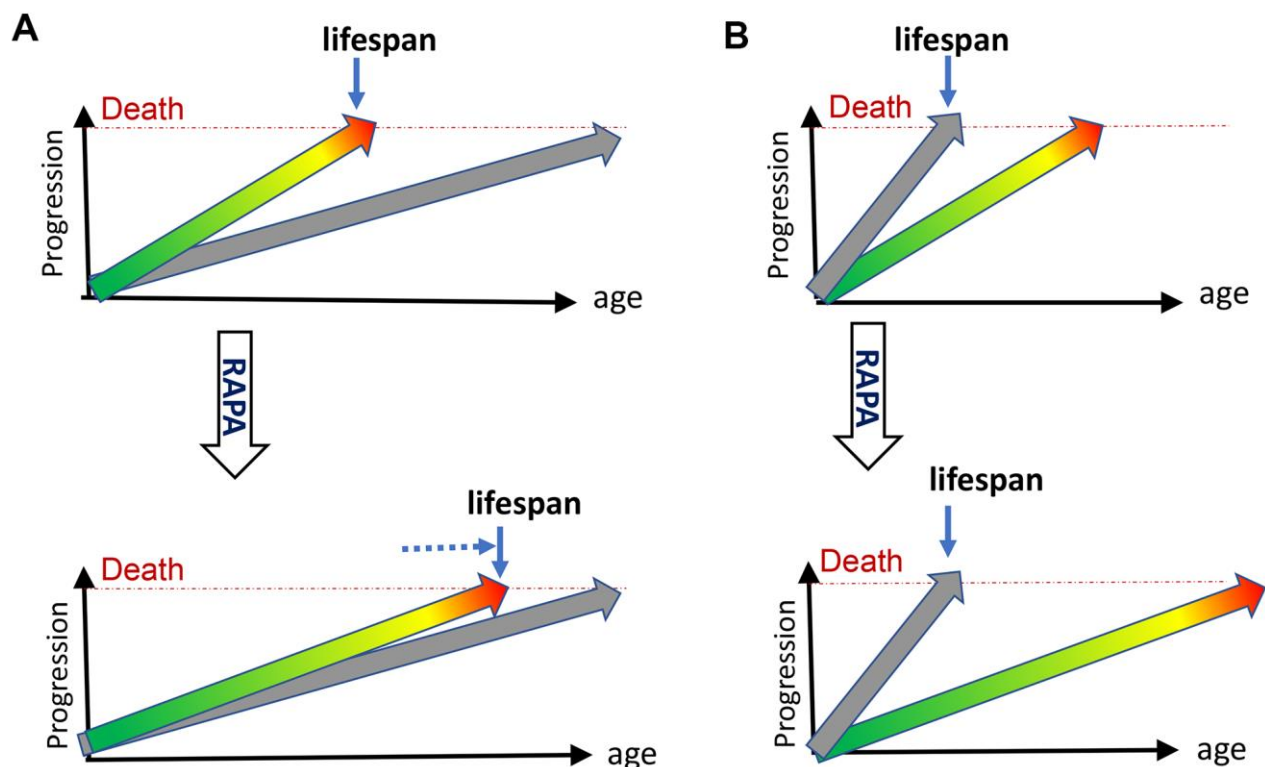 A
lifespan
Death
Progression
age
RAPA
lifespan
Death
Progression
age
B
lifespan
Death
Progression
age
RAPA
lifespan
Death
Progression
age